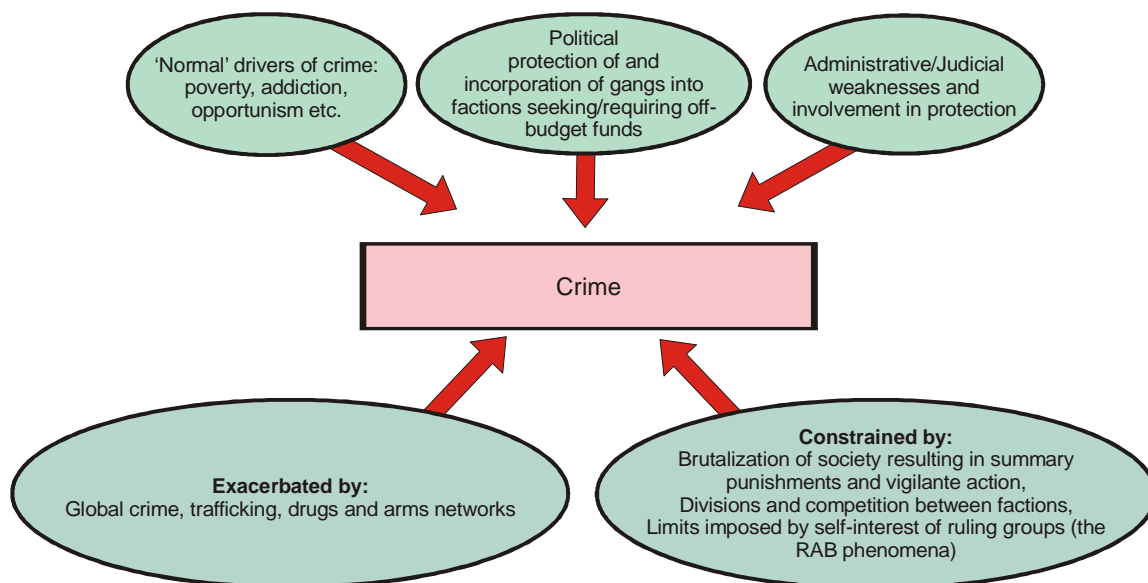 ‘Normal’ drivers of crime:
poverty, addiction,
opportunism etc.
Political
protection of and
incorporation of gangs into
factions seeking/requiring off-
budget funds
Administrative/Judicial
weaknesses and
involvement in protection
Crime
Exacerbated by:
Global crime, trafficking, drugs and arms networks
Constrained by:
Brutalization of society resulting in summary
punishments and vigilante action,
Divisions and competition between factions,
Limits imposed by self-interest of ruling groups (the
RAB phenomena)